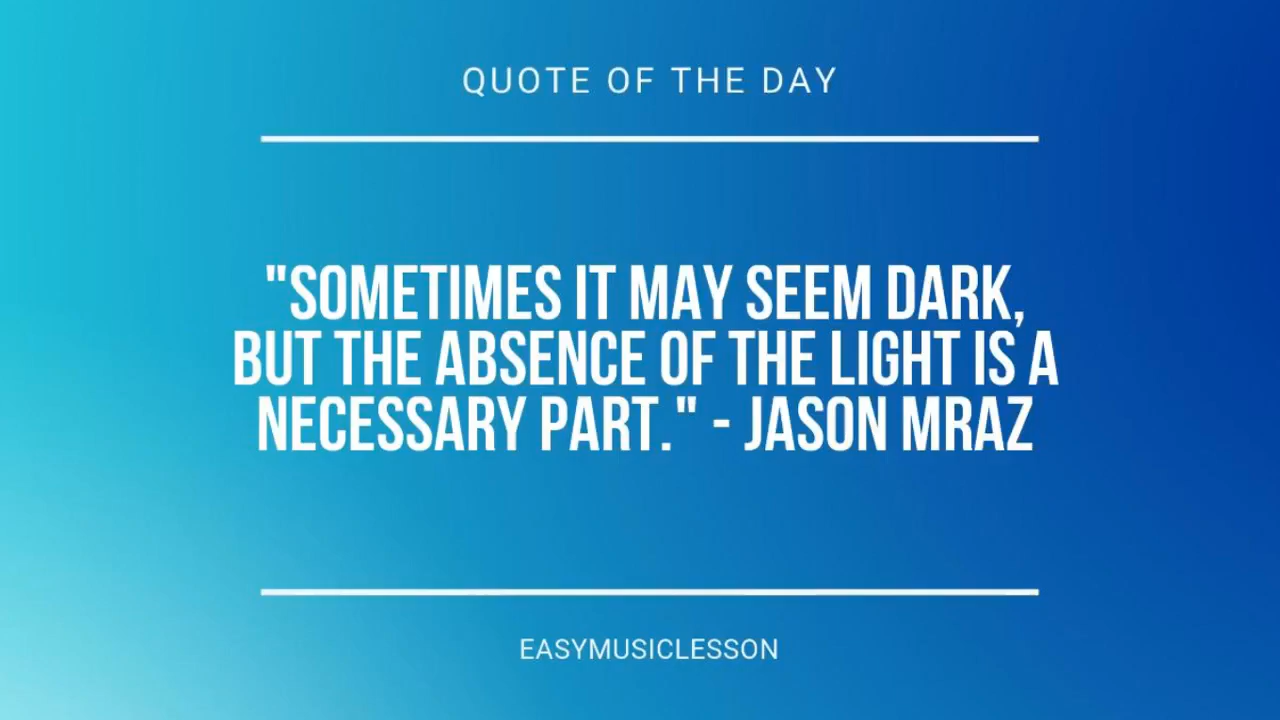 QUOTE OF THE DAY
"SOMETIMES IT MAY SEEM DARK,
BUT THE ABSENCE OF THE LIGHT IS A
NECESSARY PART." - JASON MRAZ
EASYMUSICLESSON